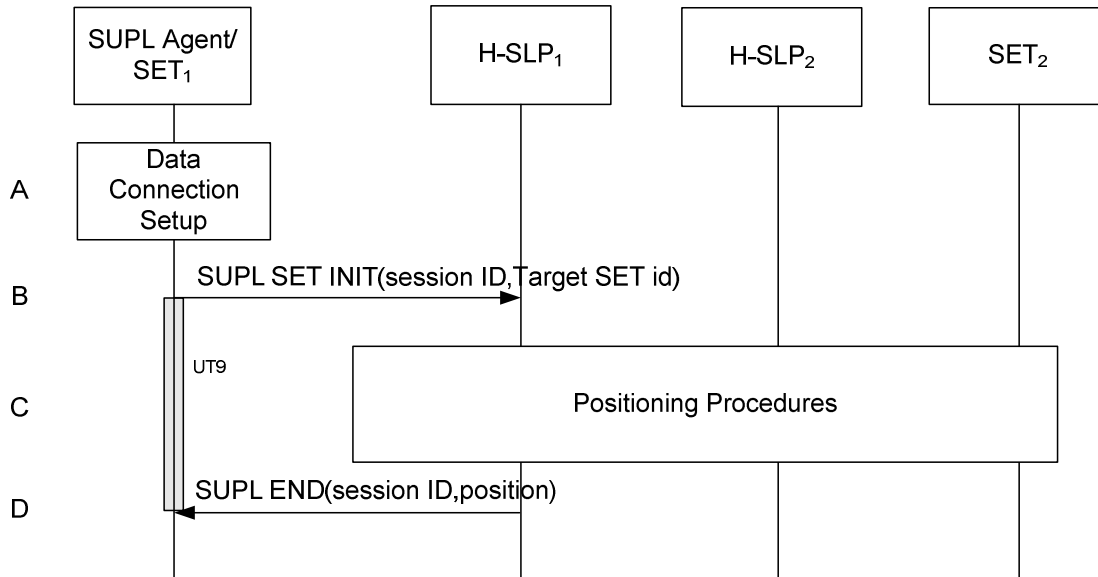 SUPL Agent/
SET₁
H-SLP₁
H-SLP₂
SET₂
A
Data
Connection
Setup
B
SUPL SET INIT(session ID,Target SET id)
UT9
C
Positioning Procedures
D
SUPL END(session ID,position)